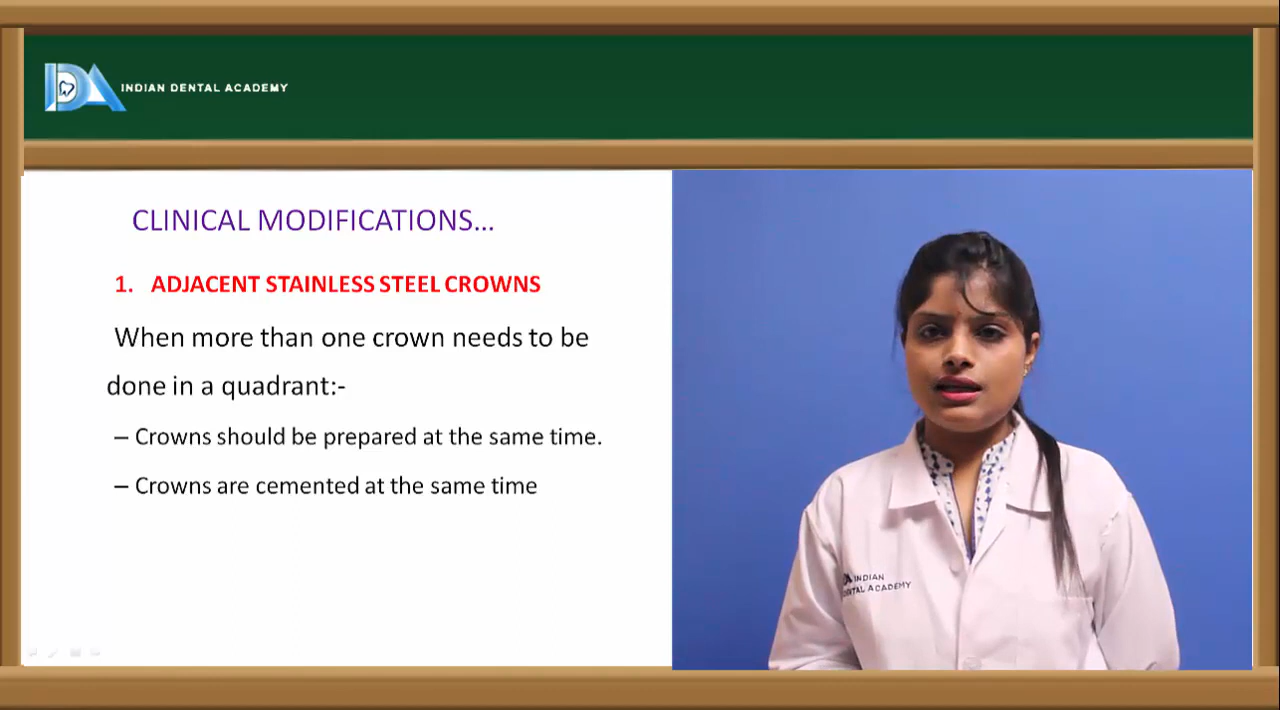 INDIAN DENTAL ACADEMY
CLINICAL MODIFICATIONS...
1. ADJACENT STAINLESS STEEL CROWNS
When more than one crown needs to be
done in a quadrant:-
– Crowns should be prepared at the same time.
– Crowns are cemented at the same time
INDIAN
DENTAL ACADEMY